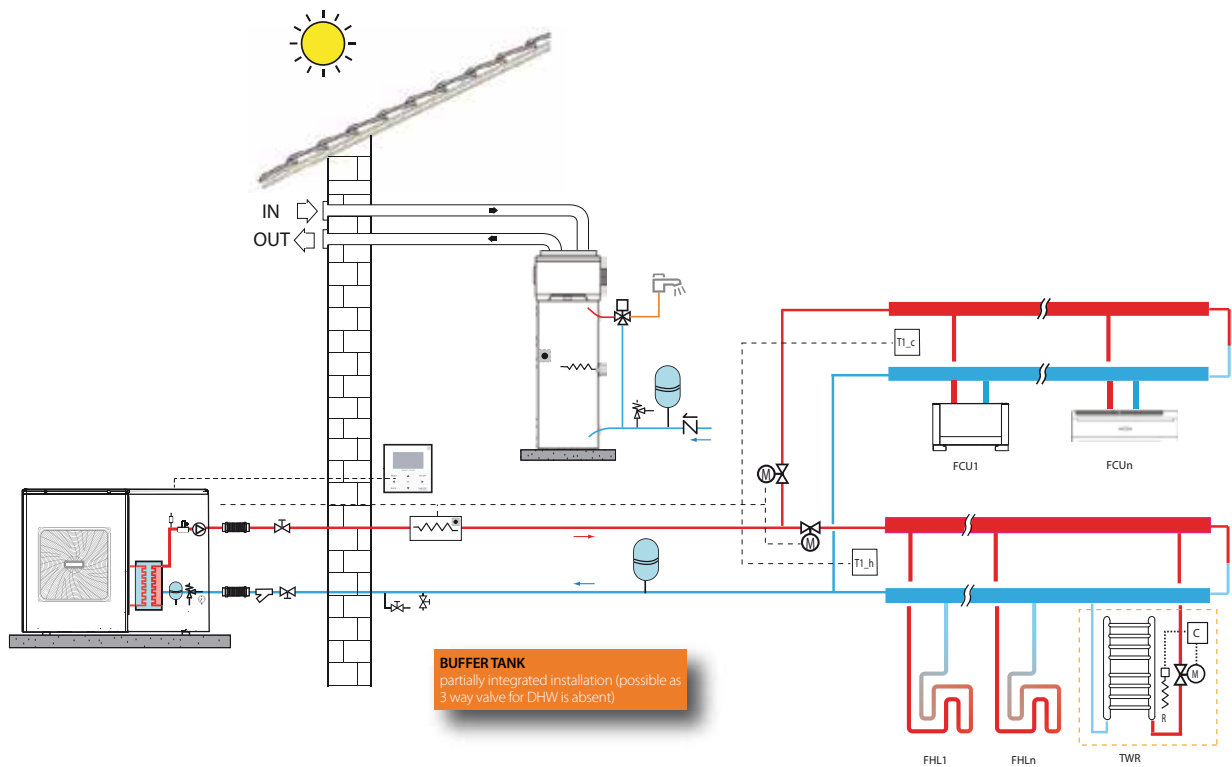 IN
OUT
T1_c
FCU1
FCUn
M
M
T1_h
BUFFER TANK
partially integrated installation (possible as
3 way valve for DHW is absent)
C
M
R
FHL1
FHLn
TWR